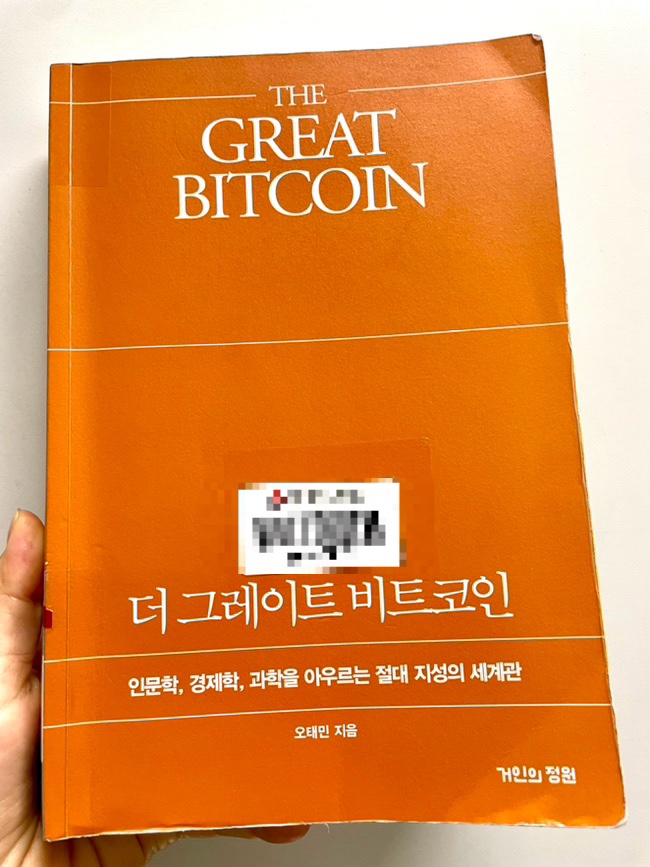 THE
GREAT
BITCOIN
더 그레이트 비트코인
인문학, 경제학, 과학을 아우르는 절대 지성의 세계관
오태민 지음
거인의 정원